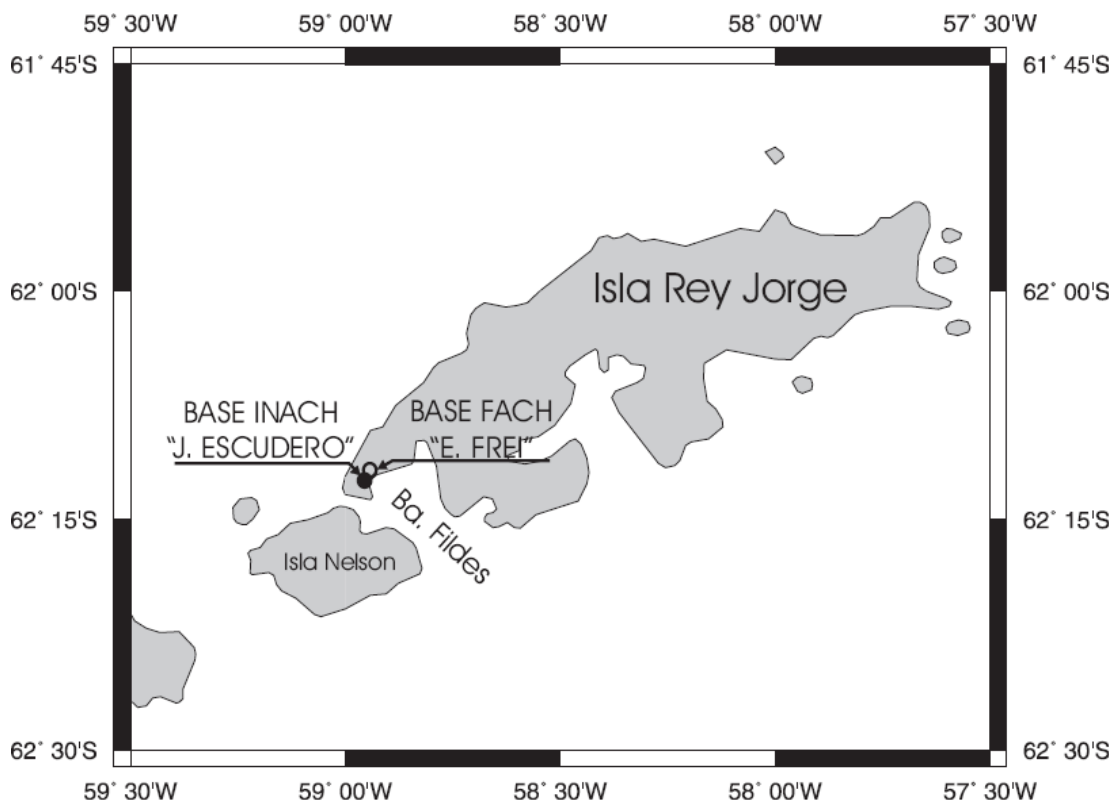 59° 30'W 59° 00'W 58° 30'W 58° 00'W 57° 30'W
61° 45'S 61° 45'S
62° 00'S Isla Rey Jorge 62° 00'S
BASE INACH BASE FACH
“J. ESCUDERO” “E. FREI”
62° 15'S Ba. Fildes 62° 15'S
Isla Nelson
62° 30'S 62° 30'S
59° 30'W 59° 00'W 58° 30'W 58° 00'W 57° 30'W